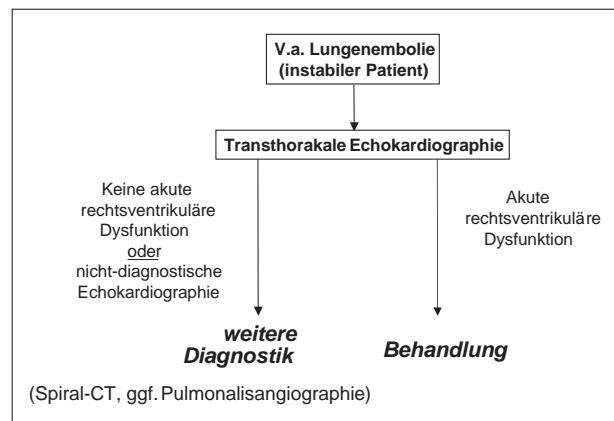 V.a. Lungenembolie
(instabiler Patient)
Transthorakale Echokardiographie
Keine akute
rechtsventrikuläre
Dysfunktion
oder
nicht-diagnostische
Echokardiographie
Akute
rechtsventrikuläre
Dysfunktion
weitere
Diagnostik
Behandlung
(Spiral-CT, ggf. Pulmonalisangiographie)